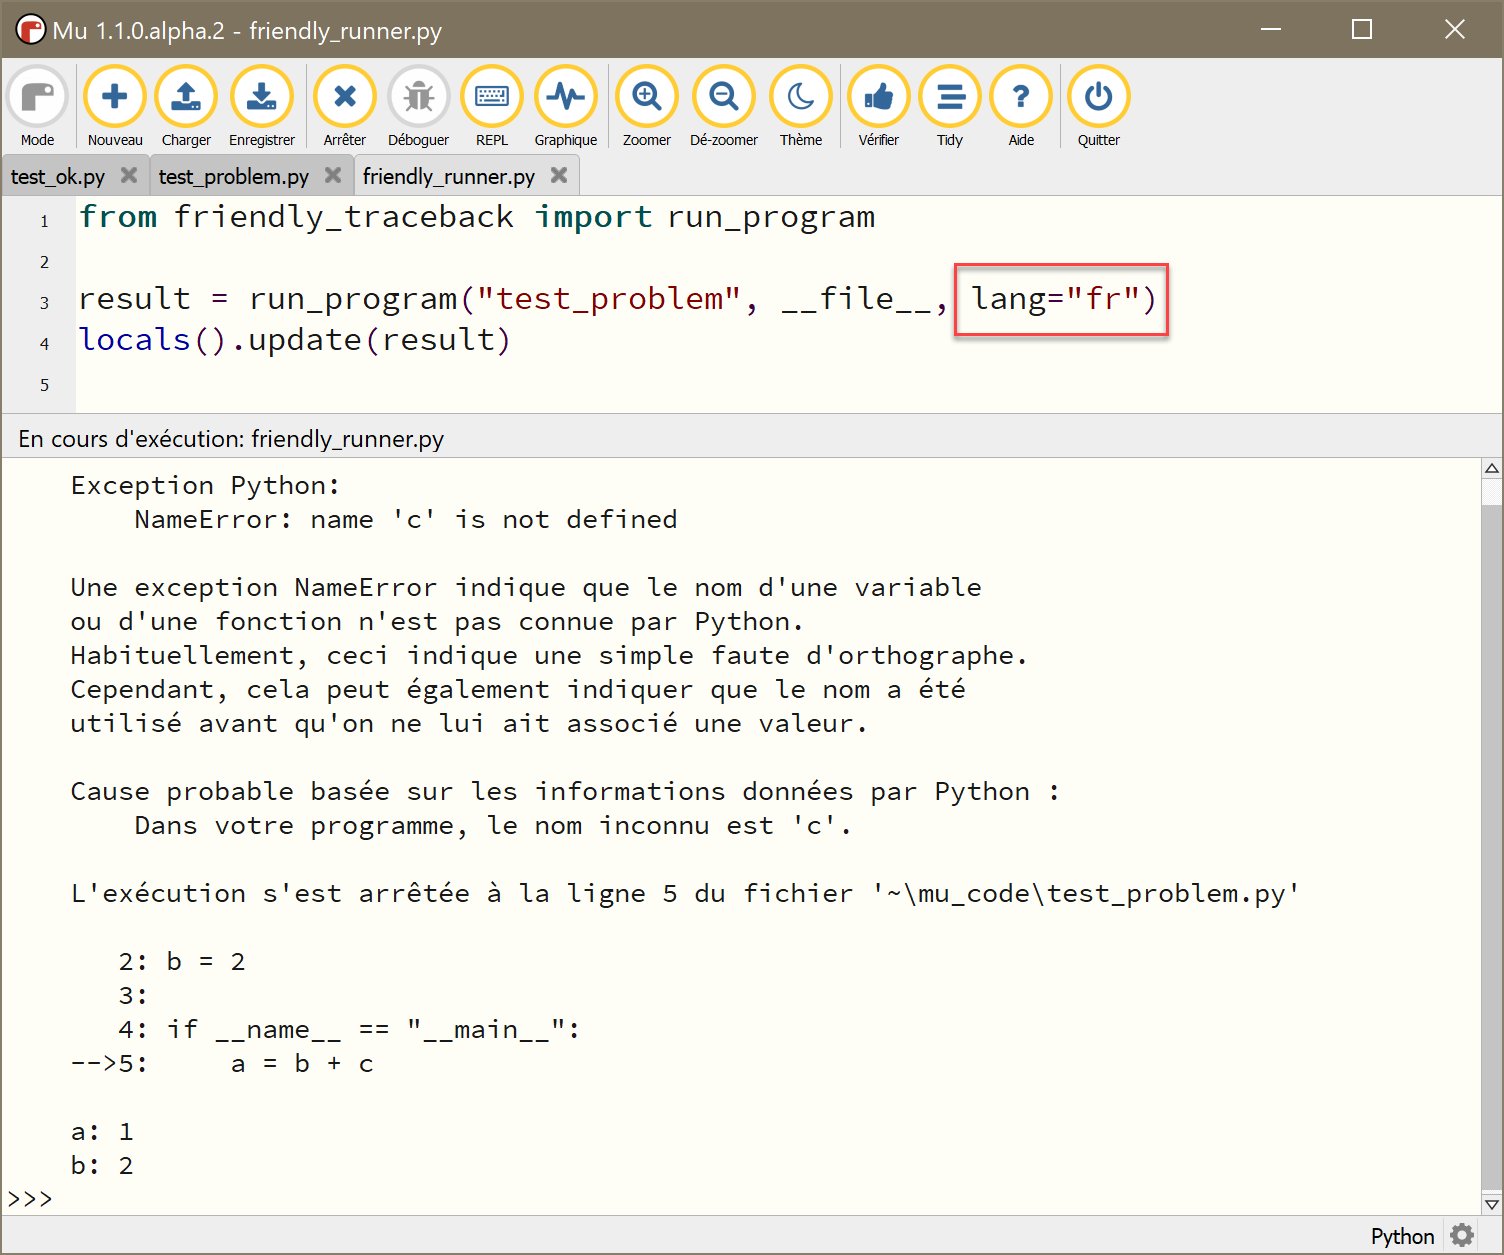 Mu 1.1.0.alpha.2 - friendly_runner.py
Mode Nouveau Charger Enregistrer Arrêter Déboguer REPL Graphique Zoomer Dé-zoomer Thème Vérifier Tidy Aide Quitter
test_ok.py test_problem.py friendly_runner.py
1 from friendly_traceback import run_program
2
3 result = run_program("test_problem", __file__, lang="fr")
4 locals().update(result)
5
En cours d'exécution: friendly_runner.py
Exception Python:
NameError: name 'c' is not defined
Une exception NameError indique que le nom d'une variable
ou d'une fonction n'est pas connue par Python.
Habituellement, ceci indique une simple faute d'orthographe.
Cependant, cela peut également indiquer que le nom a été
utilisé avant qu'on ne lui ait associé une valeur.
Cause probable basée sur les informations données par Python :
Dans votre programme, le nom inconnu est 'c'.
L'exécution s'est arrêtée à la ligne 5 du fichier '~\mu_code\test_problem.py'
2: b = 2
3:
4: if __name__ == "__main__":
-->5:     a = b + c
a: 1
b: 2
>>>
Python